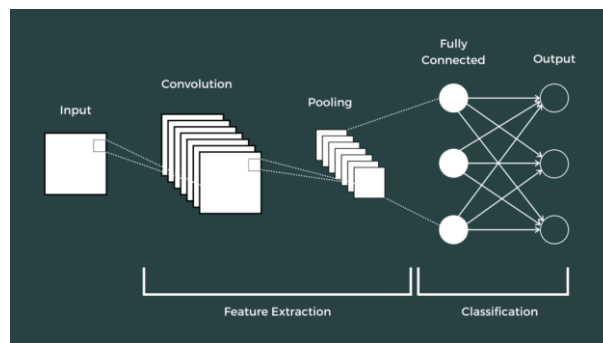 Input
Convolution
Pooling
Fully
Connected
Output
Feature Extraction
Classification